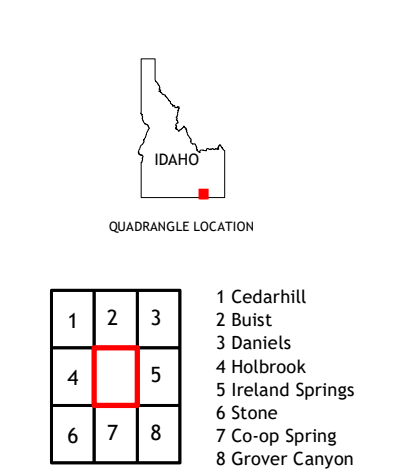 IDAHO
QUADRANGLE LOCATION
1 2 3
4 5
6 7 8
1 Cedarhill
2 Buist
3 Daniels
4 Holbrook
5 Ireland Springs
6 Stone
7 Co-op Spring
8 Grover Canyon